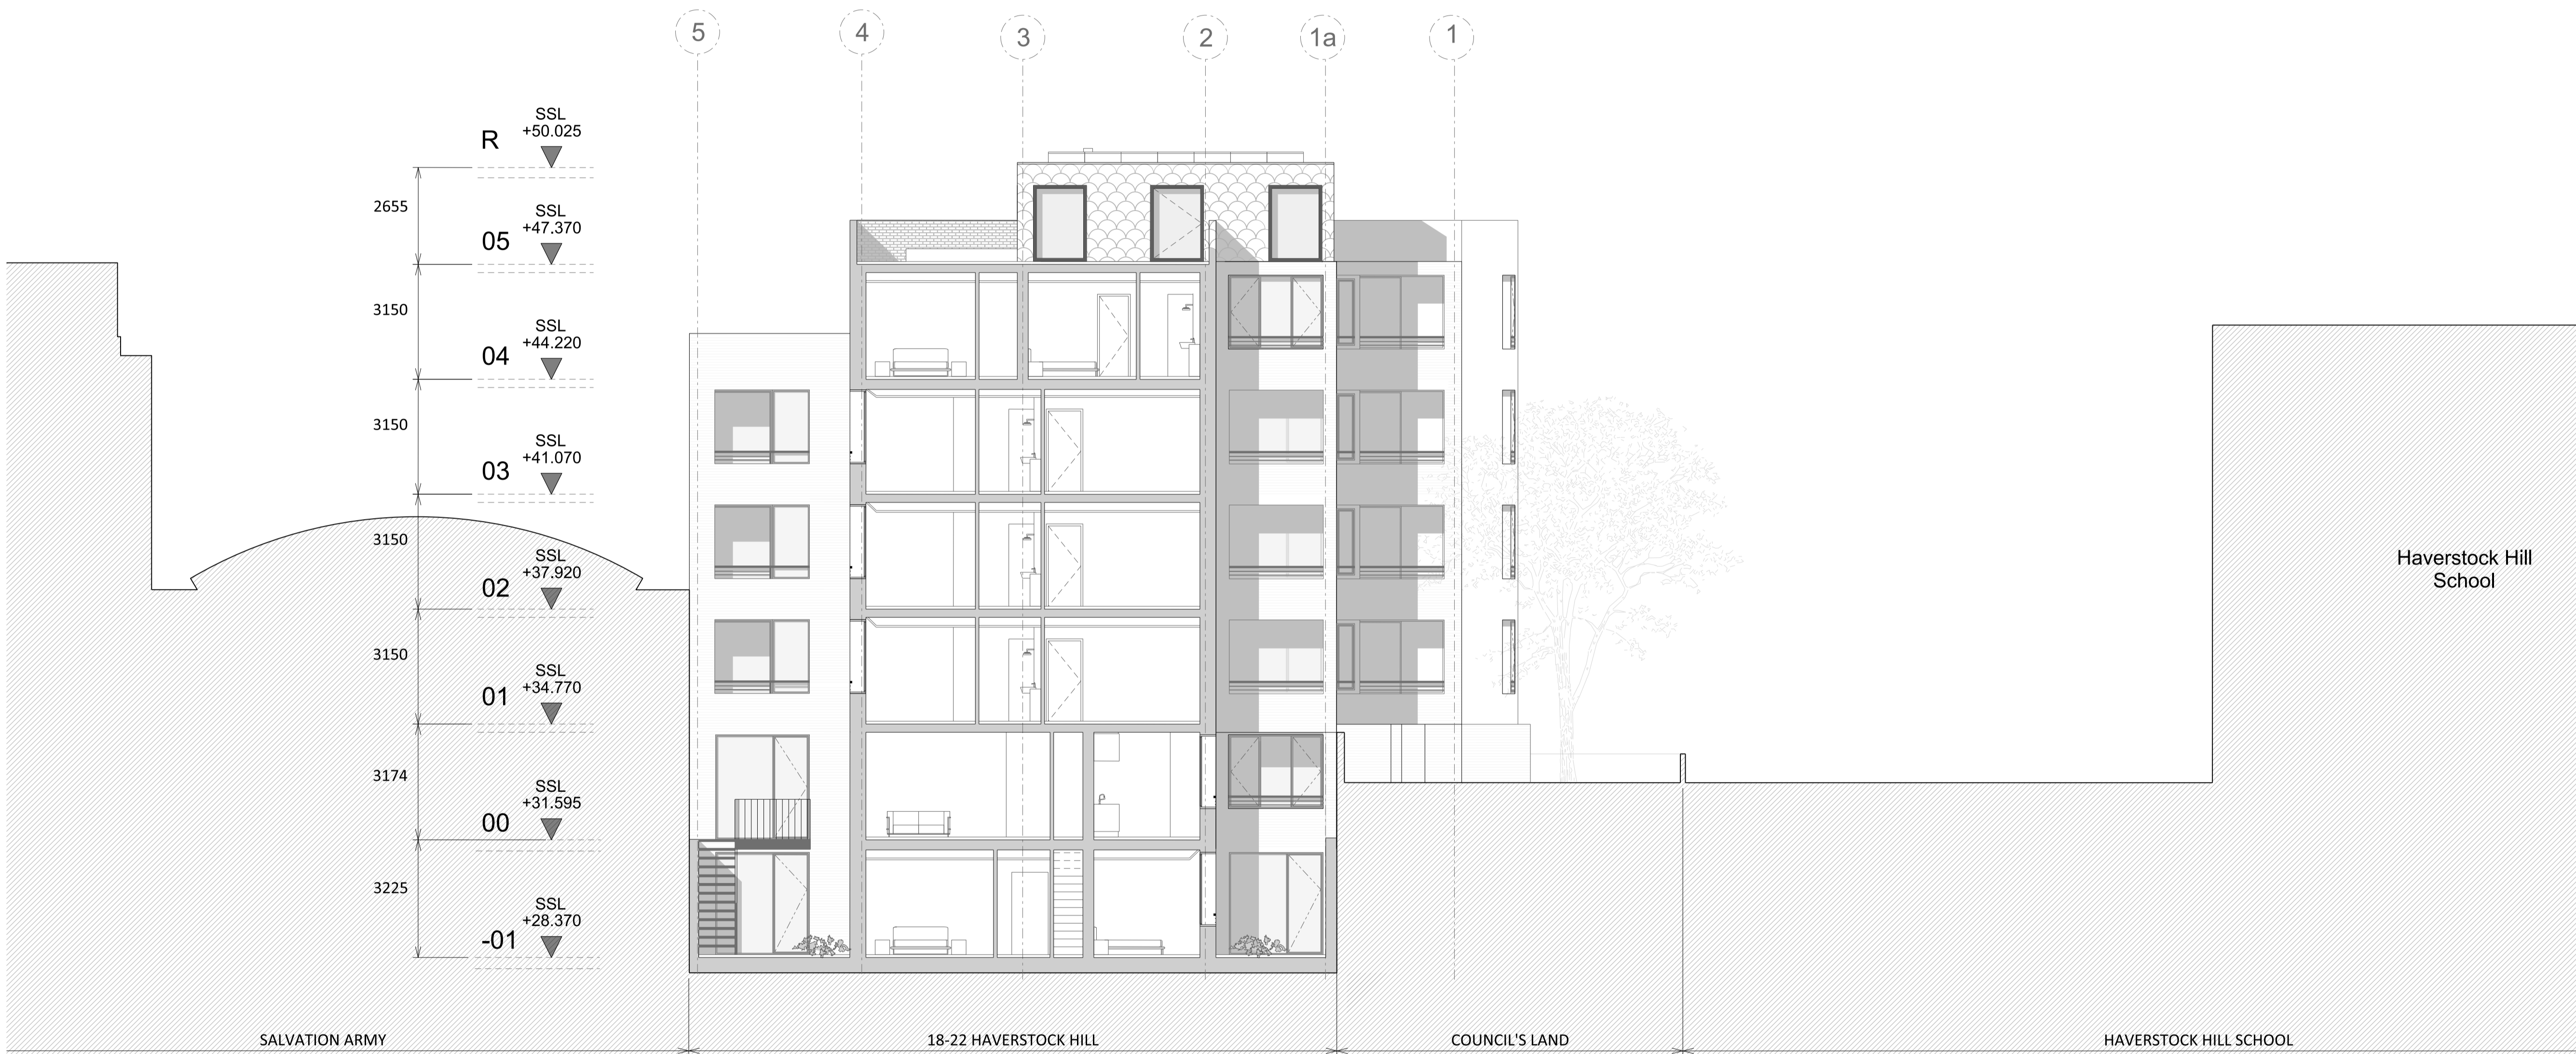 5
4
3
2
1a
1
SSL
R +50.025
2655
SSL
05 +47.370
3150
SSL
04 +44.220
3150
SSL
03 +41.070
3150
SSL
02 +37.920
3150
SSL
01 +34.770
3174
SSL
00 +31.595
3225
SSL
-01 +28.370
Haverstock Hill
School
SALVATION ARMY
18-22 HAVERSTOCK HILL
COUNCIL'S LAND
HAVERSTOCK HILL SCHOOL